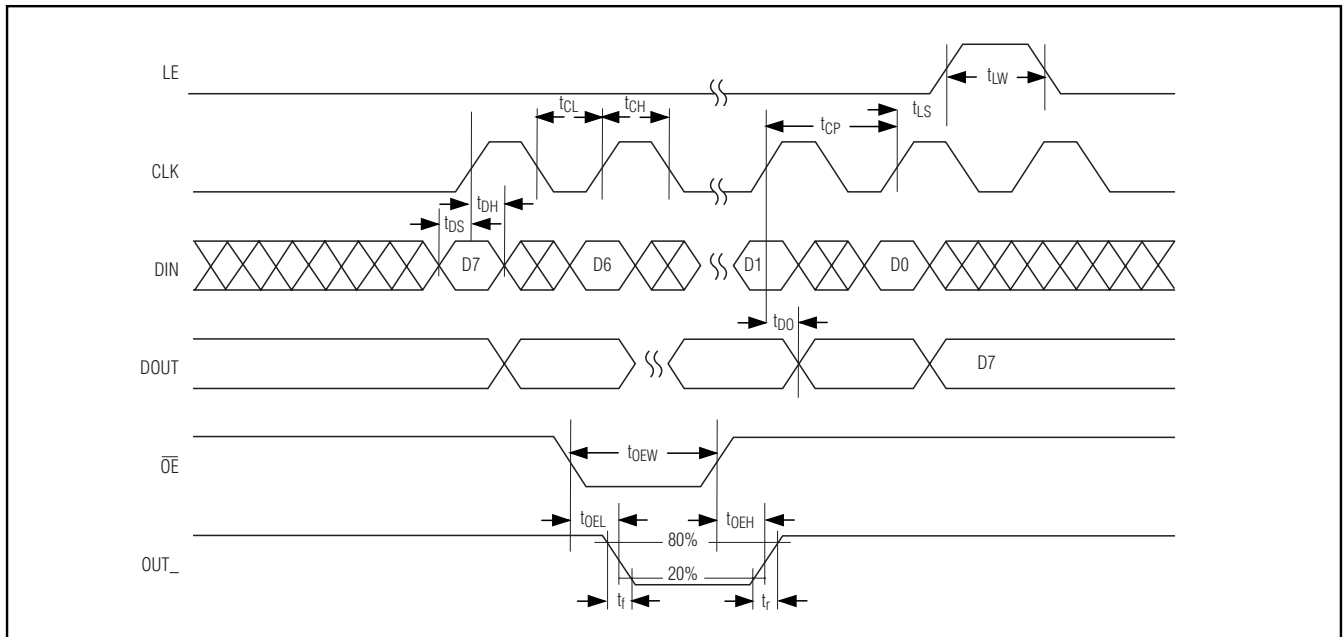 LE
tLW
tCL
tCH
tLS
tCP
CLK
tDH
tDS
DIN
D7
D6
D1
D0
tDO
DOUT
D7
OE
tOEW
tOEL
tOEH
80%
OUT_
20%
tf
tr